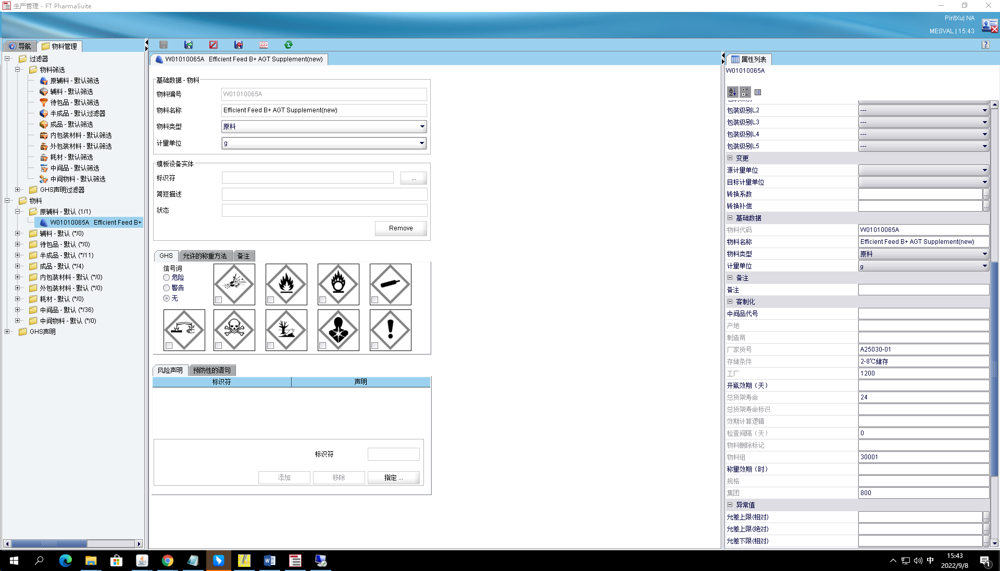 生产管理 - FT PharmaSuite
PiritXu| NA
MESVAL | 15:43
导航
物料管理
过滤器
物料筛选
原辅料 - 默认筛选
辅料 - 默认筛选
待包品 - 默认筛选
半成品 - 默认过滤器
成品 - 默认筛选
内包装材料 - 默认筛选
外包装材料 - 默认筛选
耗材 - 默认筛选
中间品 - 默认筛选
中间物料 - 默认筛选
GHS声明过滤器
物料
原辅料 - 默认 (1/1)
W01010065A Efficient Feed B+
辅料 - 默认 (*/0)
待包品 - 默认 (*/0)
半成品 - 默认 (*/11)
成品 - 默认 (*/4)
内包装材料 - 默认 (*/0)
外包装材料 - 默认 (*/0)
耗材 - 默认 (*/0)
中间品 - 默认 (*/36)
中间物料 - 默认 (*/0)
GHS声明
W01010065A Efficient Feed B+ AGT Supplement(new)
基础数据 - 物料
物料编号 W01010065A
物料名称 Efficient Feed B+ AGT Supplement(new)
物料类型 原料
计量单位 g
模板设备实体
标识符 ...
简短描述
状态
Remove
GHS 允许的称重方法 备注
信号词
危险
警告
无
风险声明 预防性的语句
标识符 声明
标识符
添加 移除 指定 ...
属性列表
W01010065A
包装级别L2 ---
包装级别L3 ---
包装级别L4 ---
包装级别L5 ---
变更
源计量单位
目标计量单位
转换系数 ...
转换补偿 ...
基础数据
物料代码 W01010065A
物料名称 Efficient Feed B+ AGT Supplement(new)
物料类型 原料
计量单位 g
备注
备注
客制化
中间品代号
产地
制造商
厂家货号 A25030-01
存储条件 2-8℃储存
工厂 1200
开瓶效期（天）
总货架寿命 24
总货架寿命标识
效期计算逻辑
检查间隔（天） 0
物料删除标记
物料组 30001
称量效期（时）
规格
集团 800
异常值
允差上限(相对) ...
允差上限(绝对) ...
允差下限(相对) ...
中
15:43
2022/9/8
1